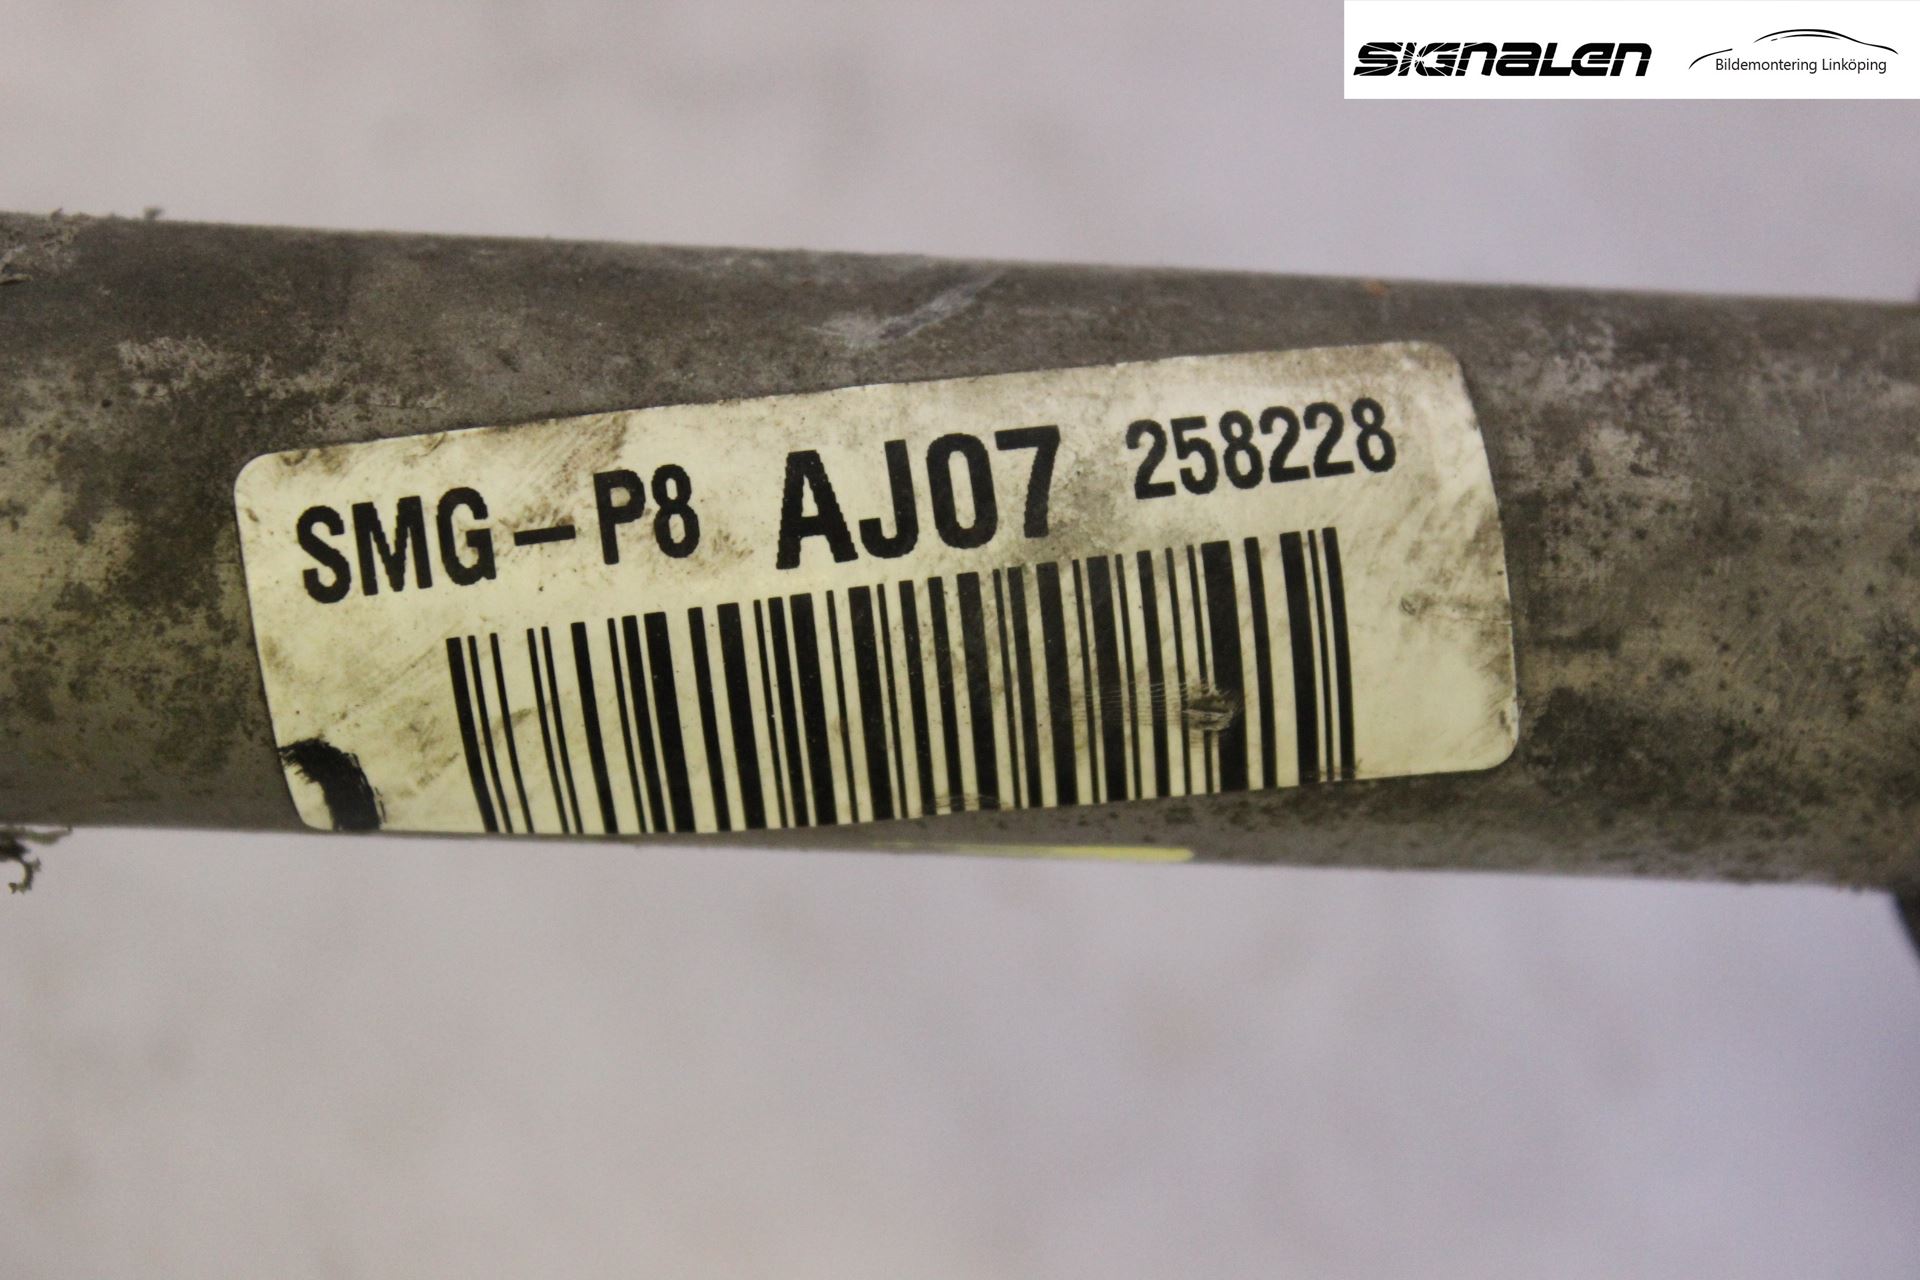 SIGNALEN
Bildemontering Linköping
SMG-P8 AJ07 258228